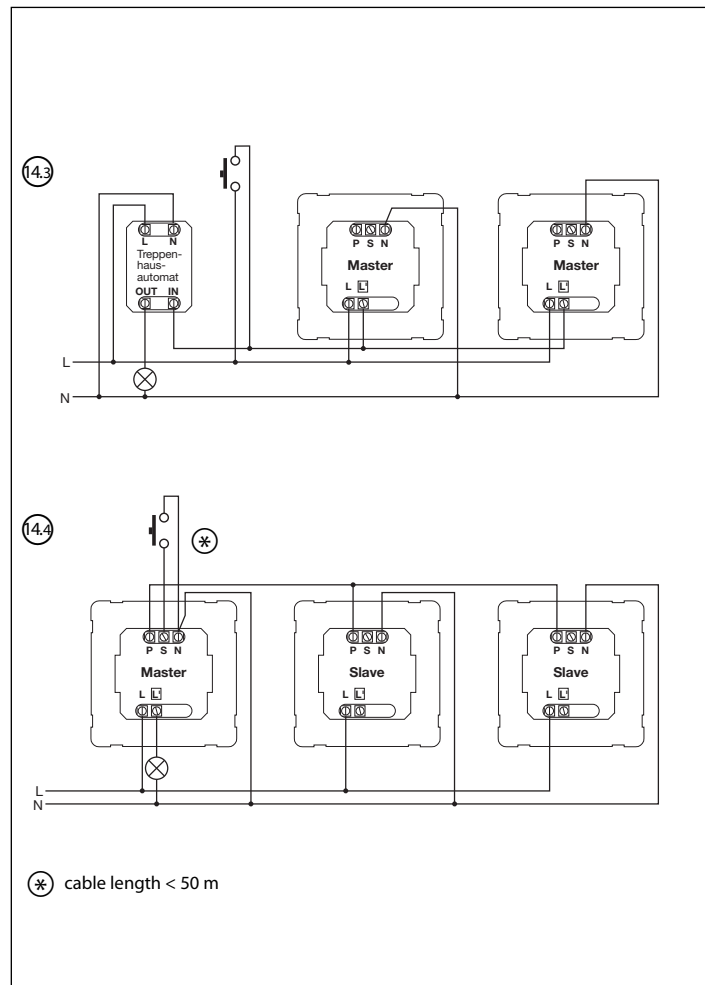 14.3
L N
Treppen-
haus-
automat
OUT IN
P S N
Master
L L'
P S N
Master
L L'
L
N
14.4
*
P S N
Master
L L'
P S N
Slave
L L'
P S N
Slave
L L'
L
N
* cable length < 50 m